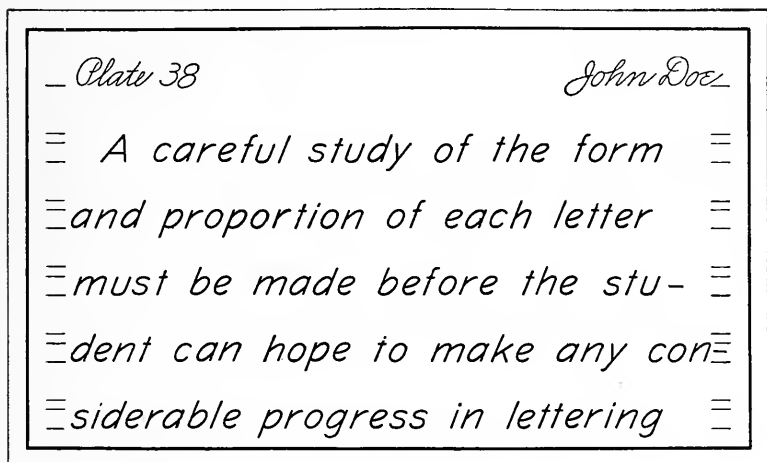 Plate 38 John Doe
A careful study of the form
and proportion of each letter
must be made before the stu-
dent can hope to make any con-
siderable progress in lettering